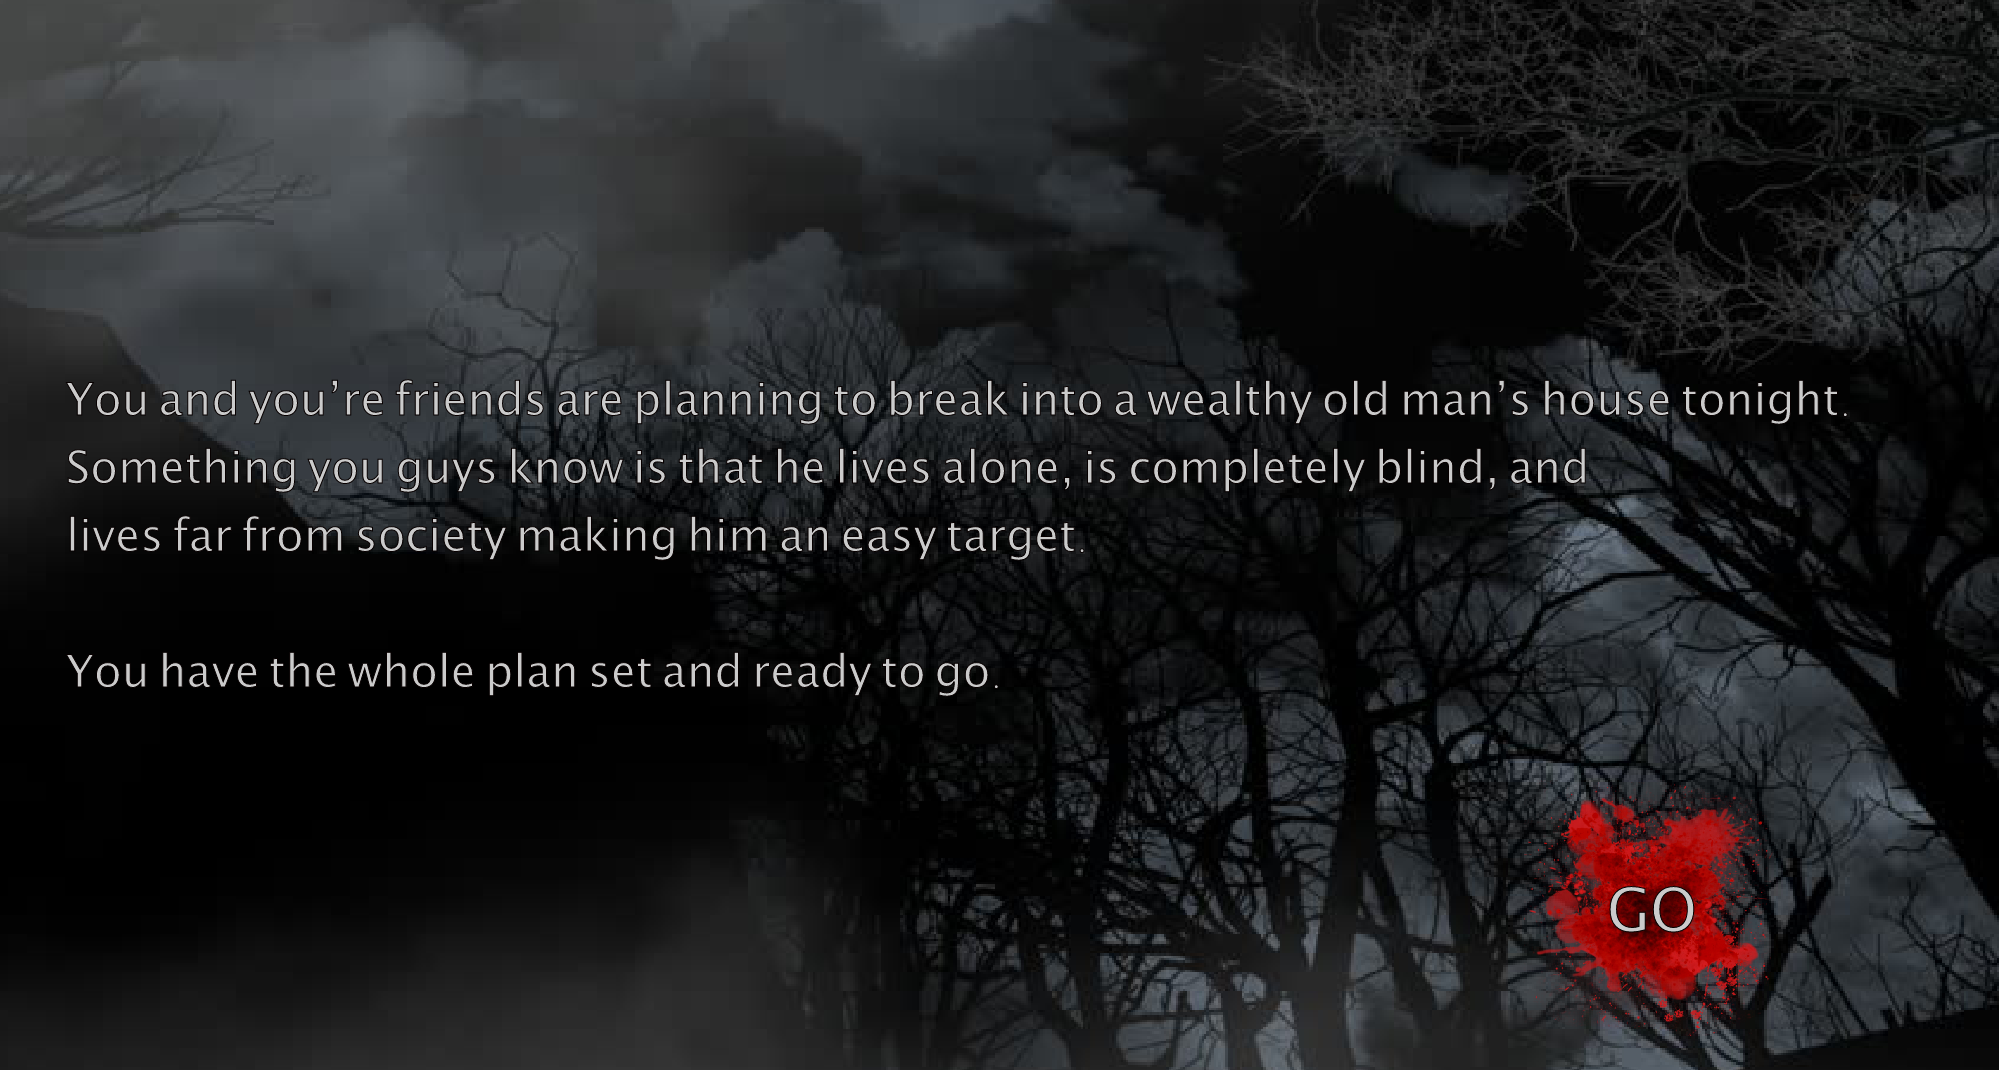 You and you’re friends are planning to break into a wealthy old man’s house tonight.
Something you guys know is that he lives alone, is completely blind, and
lives far from society making him an easy target.
You have the whole plan set and ready to go.
GO